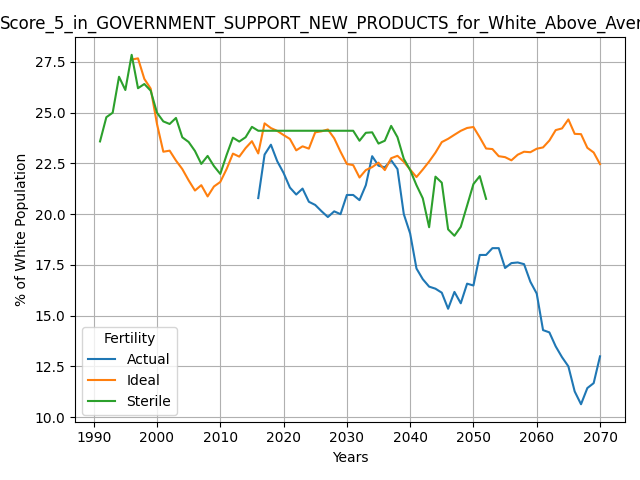 Score_5_in_GOVERNMENT_SUPPORT_NEW_PRODUCTS_for_White_Above_Aver
27.5
25.0
22.5
20.0
17.5
15.0
12.5
10.0
% of White Population
Fertility
Actual
Ideal
Sterile
1990 2000 2010 2020 2030 2040 2050 2060 2070
Years